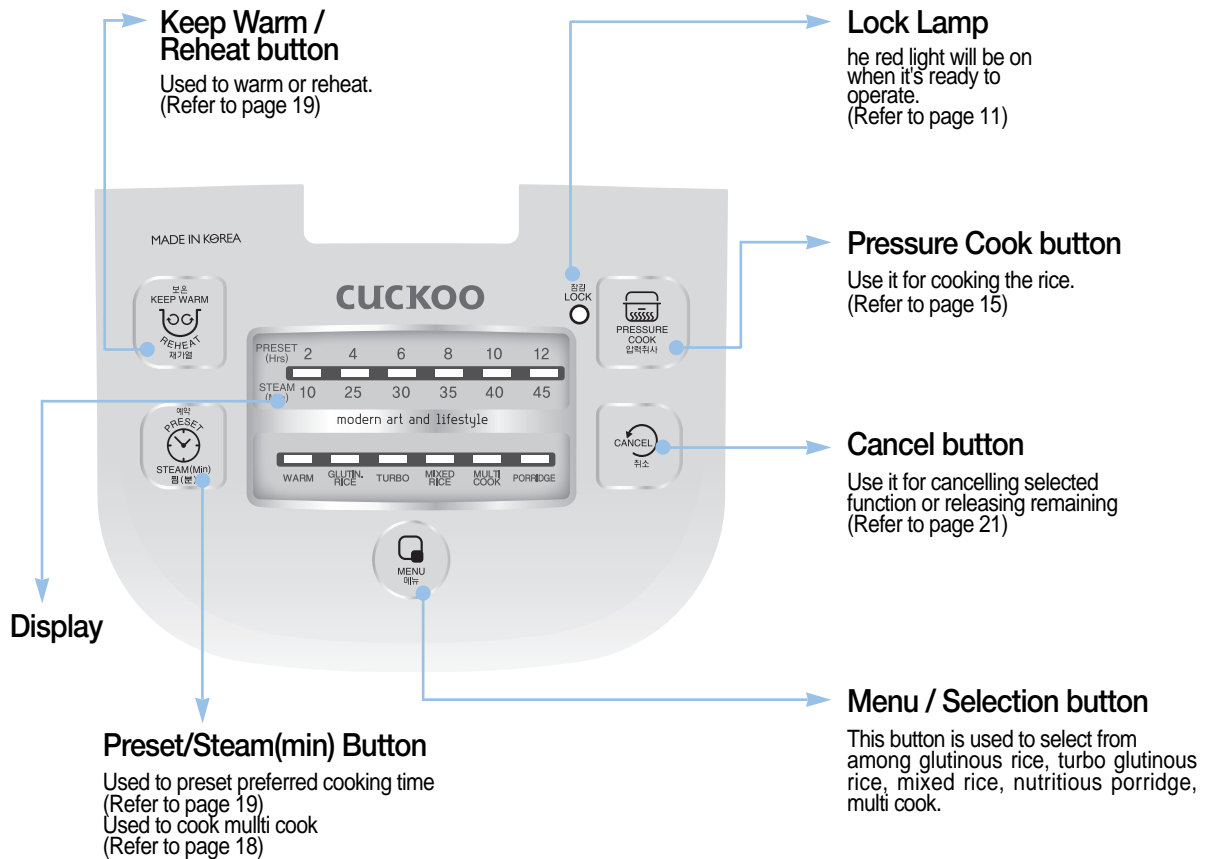 Keep Warm /
Reheat button
Used to warm or reheat.
(Refer to page 19)
Lock Lamp
he red light will be on
when it's ready to
operate.
(Refer to page 11)
Pressure Cook button
Use it for cooking the rice.
(Refer to page 15)
Cancel button
Use it for cancelling selected
function or releasing remaining
(Refer to page 21)
Menu / Selection button
This button is used to select from
among glutinous rice, turbo glutinous
rice, mixed rice, nutritious porridge,
multi cook.
Display
Preset/Steam(min) Button
Used to preset preferred cooking time
(Refer to page 19)
Used to cook mullti cook
(Refer to page 18)
MADE IN KOREA
보온
KEEP WARM
REHEAT
재가열
CUCKOO
잠김
LOCK
PRESSURE
COOK
압력취사
PRESET
(Hrs) 2 4 6 8 10 12
STEAM 10 25 30 35 40 45
modern art and lifestyle
WARM GLUTIN. RICE TURBO MIXED RICE MULTI COOK PORRIDGE
예약
PRESET
STEAM(Min)
찜(분)
CANCEL
취소
MENU
메뉴